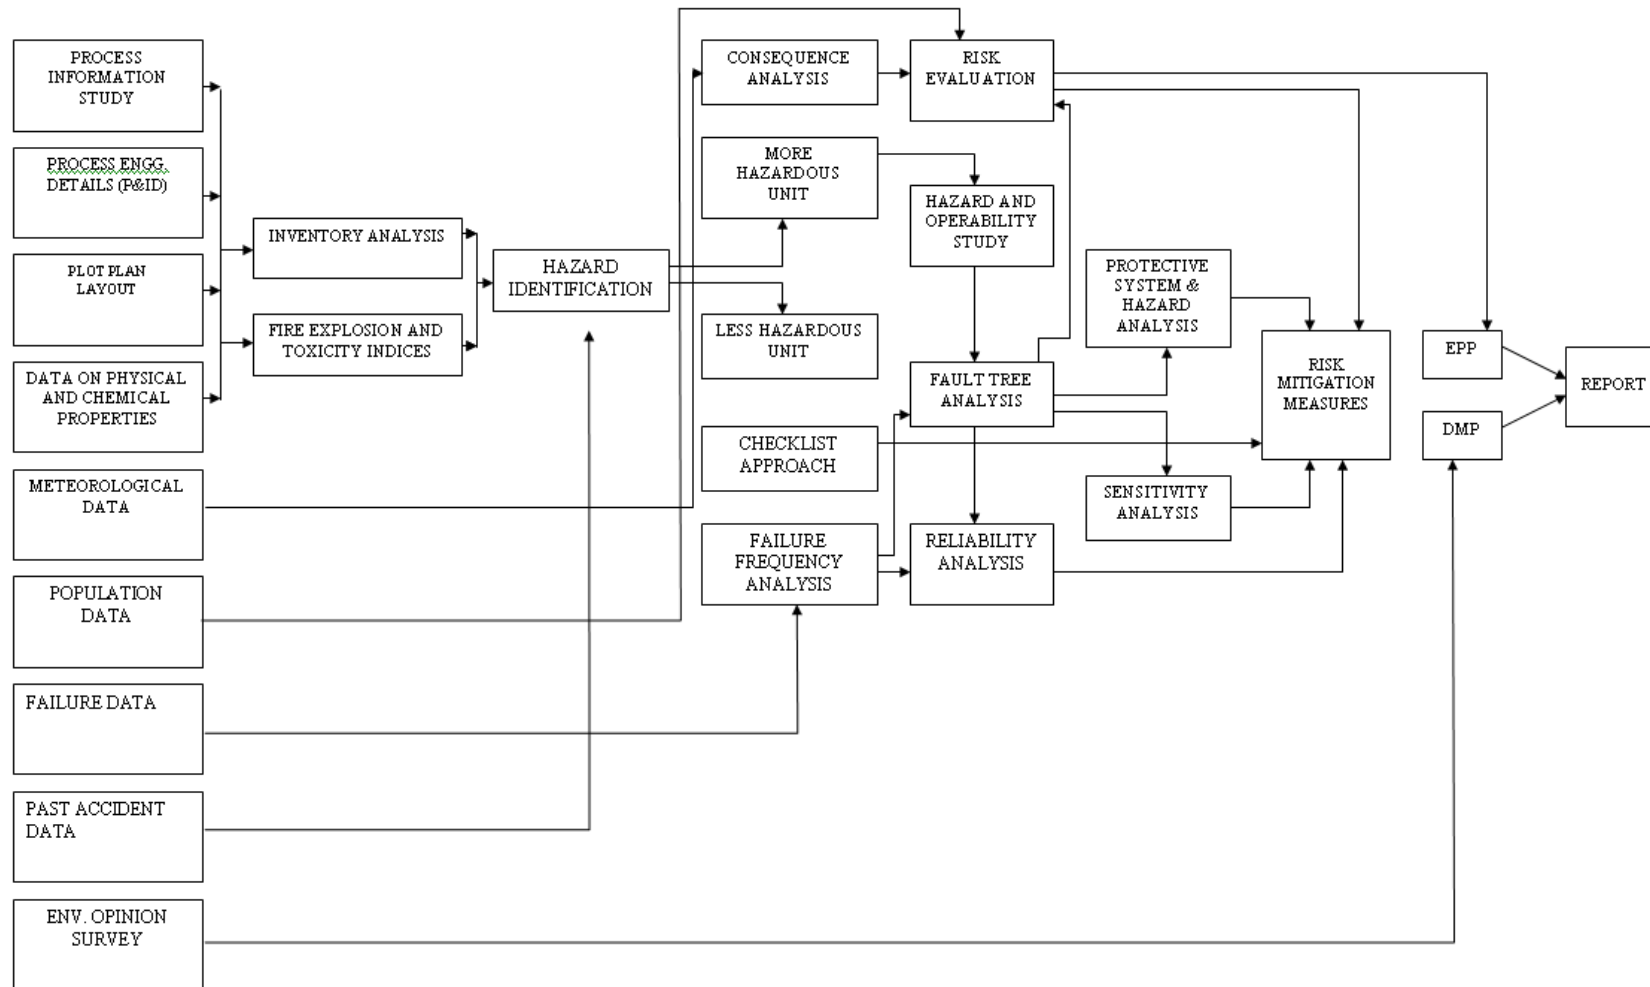 PROCESS
INFORMATION
STUDY
PROCESS ENGG.
DETAILS (P&ID)
PLOT PLAN
LAYOUT
DATA ON PHYSICAL
AND CHEMICAL
PROPERTIES
METEOROLOGICAL
DATA
POPULATION
DATA
FAILURE DATA
PAST ACCIDENT
DATA
ENV. OPINION
SURVEY
INVENTORY ANALYSIS
FIRE EXPLOSION AND
TOXICITY INDICES
HAZARD
IDENTIFICATION
CONSEQUENCE
ANALYSIS
MORE
HAZARDOUS
UNIT
LESS HAZARDOUS
UNIT
CHECKLIST
APPROACH
FAILURE
FREQUENCY
ANALYSIS
RISK
EVALUATION
HAZARD AND
OPERABILITY
STUDY
FAULT TREE
ANALYSIS
RELIABILITY
ANALYSIS
PROTECTIVE
SYSTEM &
HAZARD
ANALYSIS
SENSITIVITY
ANALYSIS
RISK
MITIGATION
MEASURES
EPP
DMP
REPORT